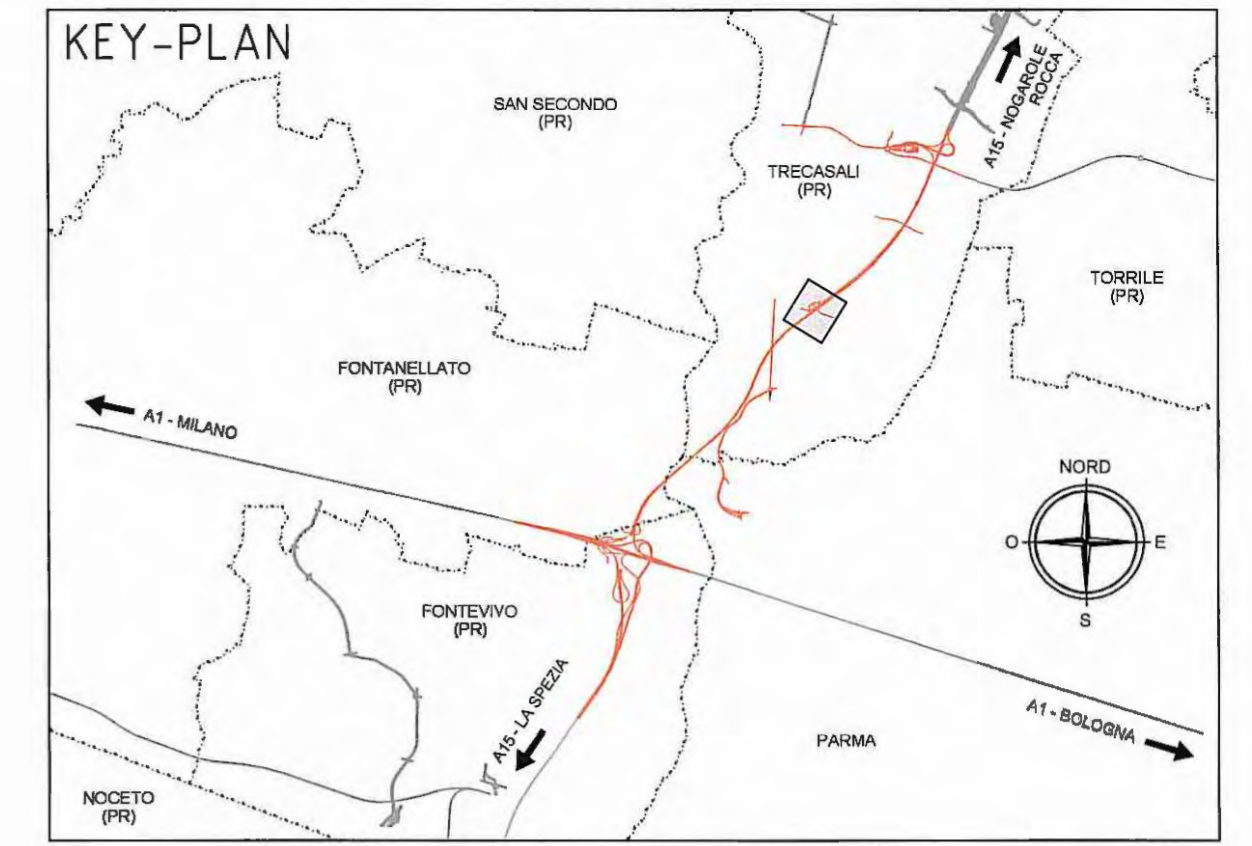 KEY-PLAN
SAN SECONDO
(PR)
A15 - NOGAROLE
ROCCA
TRECASALI
(PR)
TORRILE
(PR)
FONTANELLATO
(PR)
A1 - MILANO
NORD
O
E
S
FONTEVIVO
(PR)
A15 - LA SPEZIA
A1 - BOLOGNA
PARMA
NOCETO
(PR)